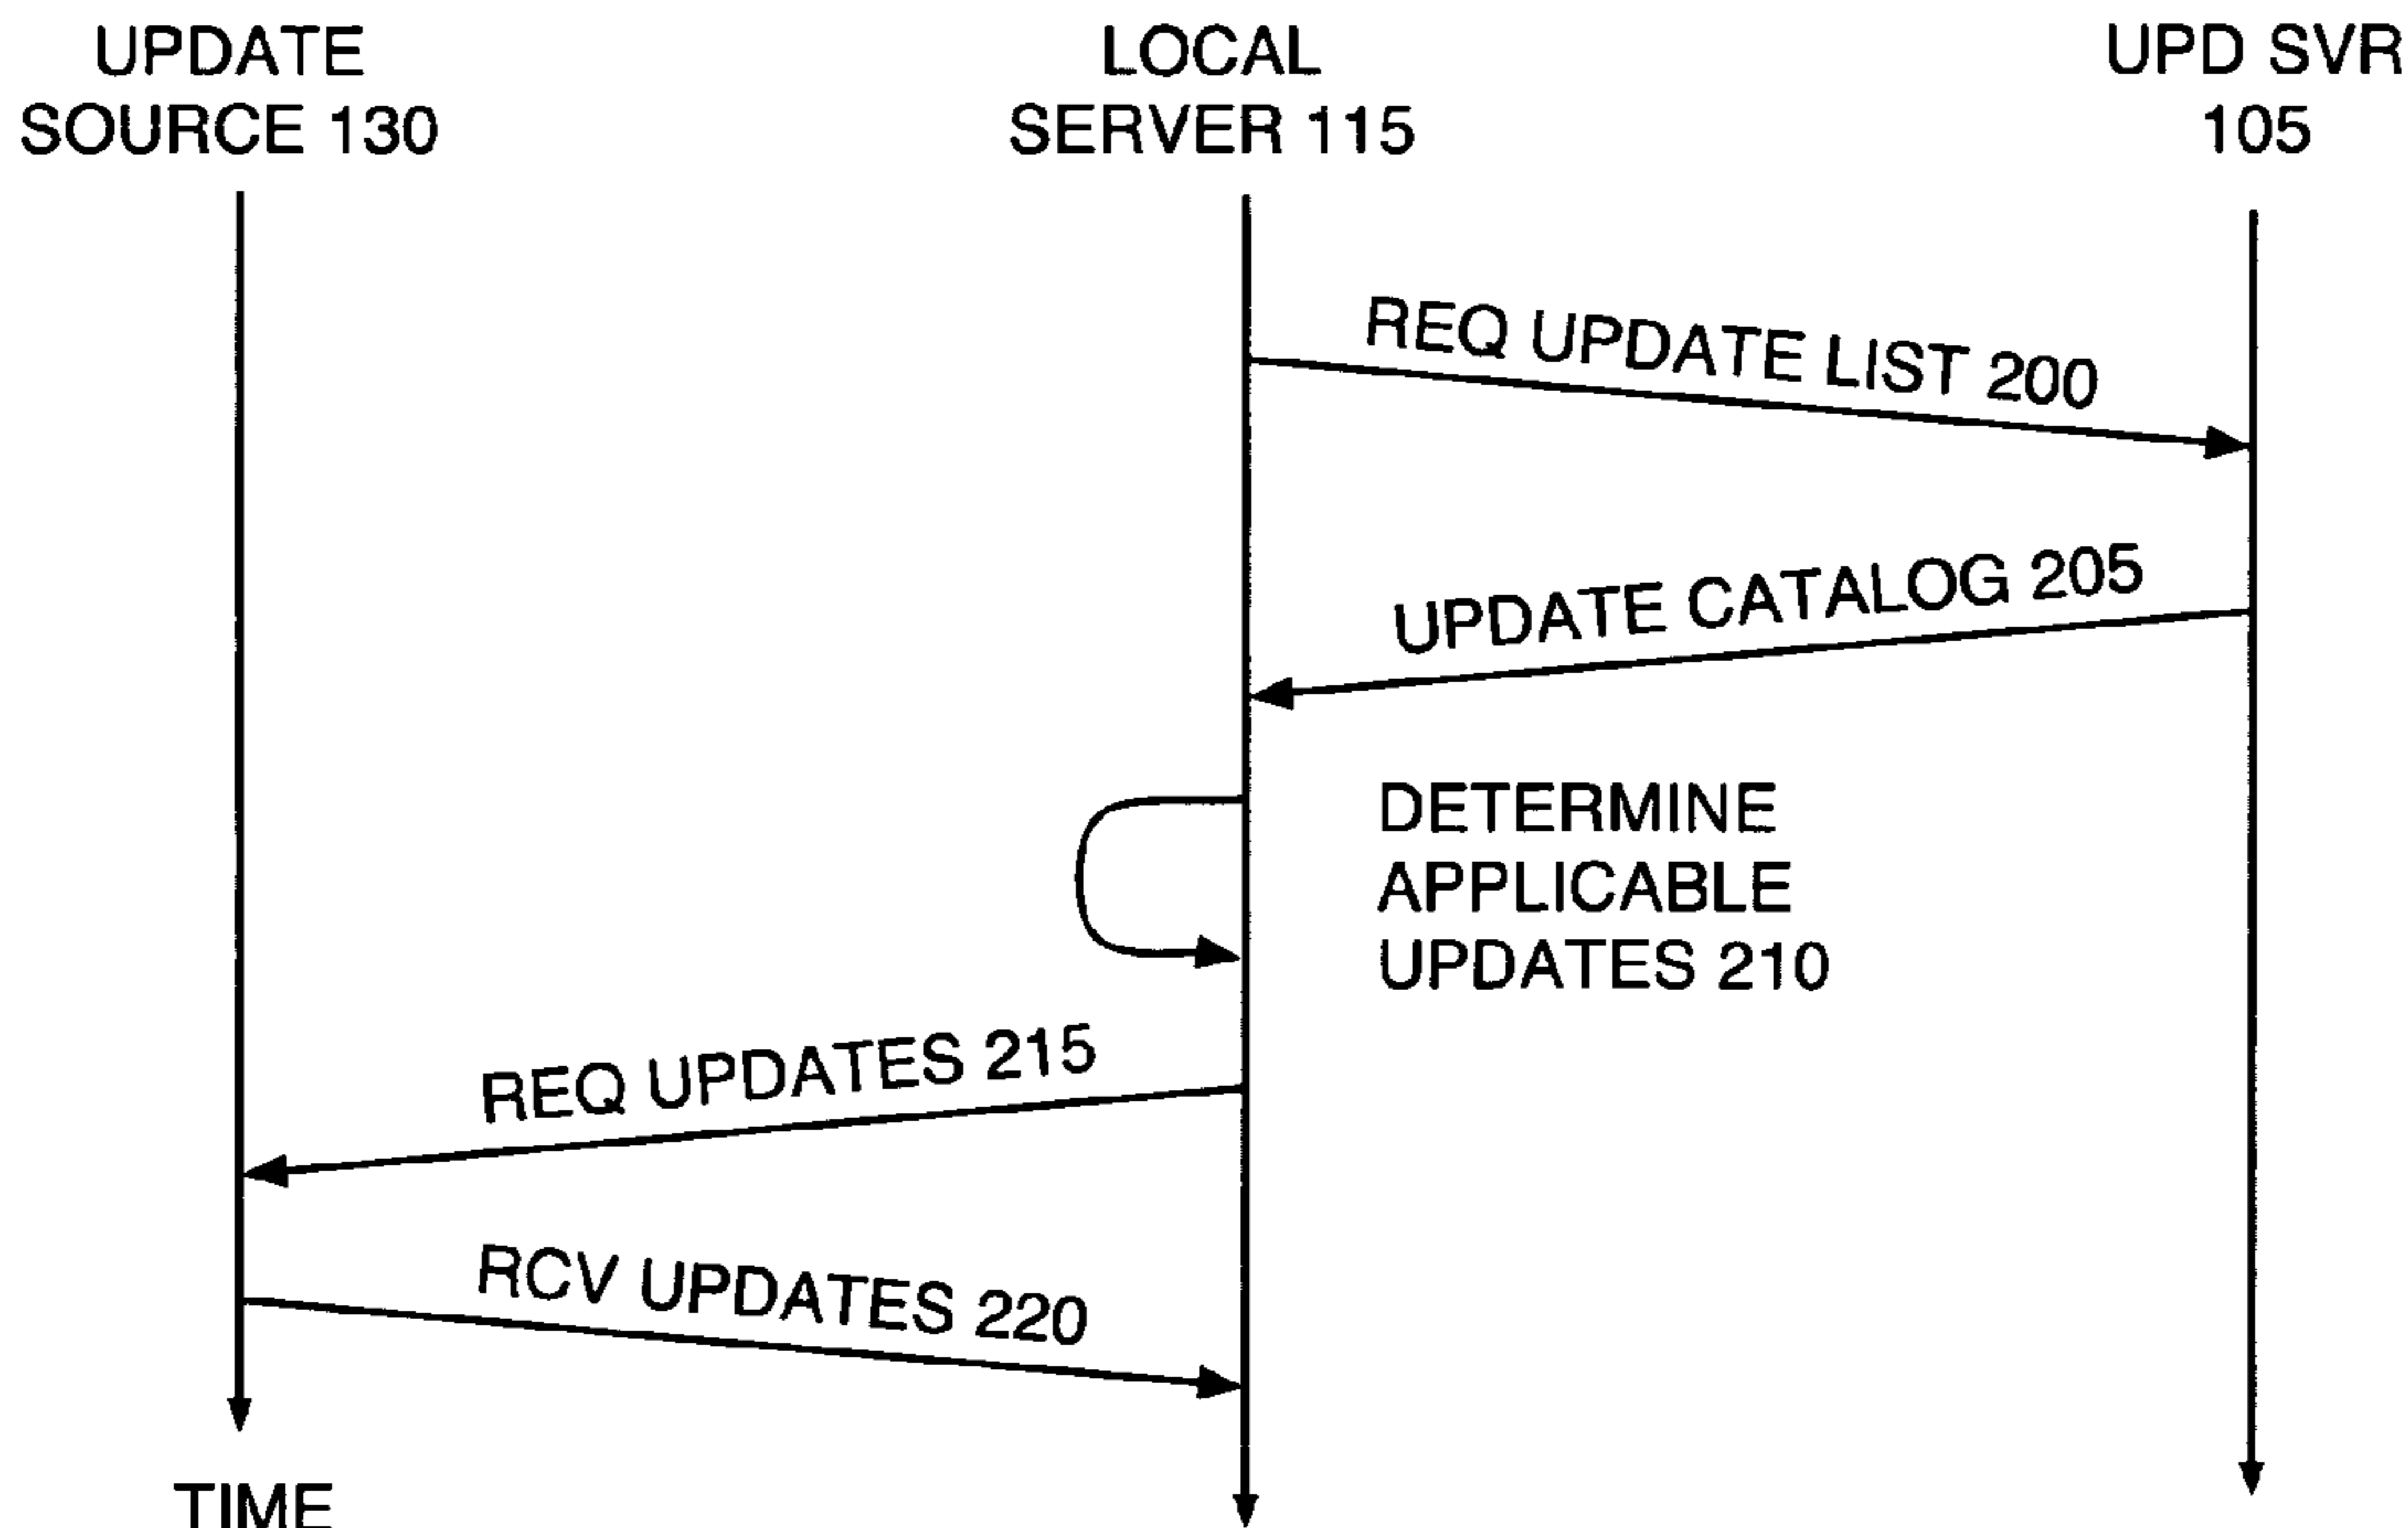 UPDATE
SOURCE 130
LOCAL
SERVER 115
UPD SVR
105
REQ UPDATE LIST 200
UPDATE CATALOG 205
DETERMINE
APPLICABLE
UPDATES 210
REQ UPDATES 215
RCV UPDATES 220
TIME